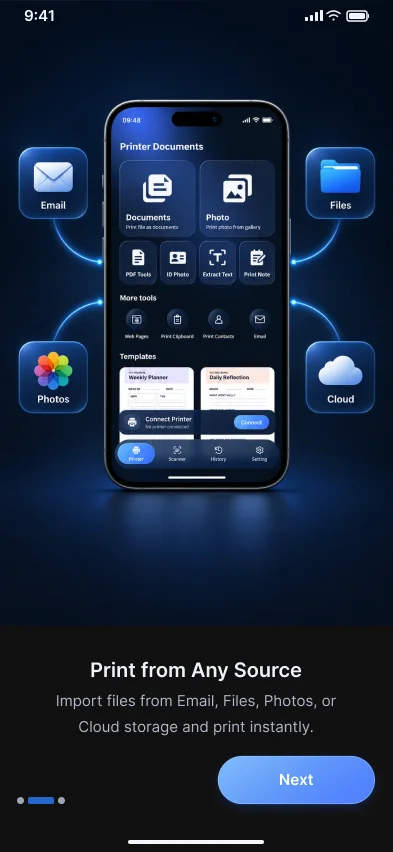 9:41
09:48
Printer Documents
Email
Files
Documents
Print file as documents
Photo
Print photo from gallery
PDF Tools
ID Photo
Extract Text
Print Note
More tools
Web Pages
Print Clipboard
Print Contacts
Email
Photos
Cloud
Templates
Weekly Planner
Daily Reflection
Connect Printer
No printer connected
Connect
Printer
Scanner
History
Setting
Print from Any Source
Import files from Email, Files, Photos, or
Cloud storage and print instantly.
Next